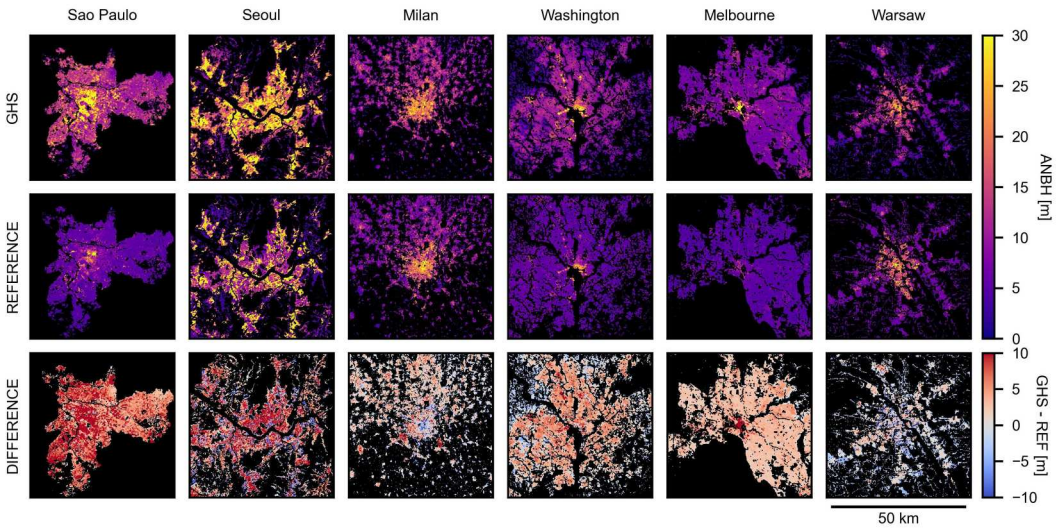 Sao Paulo Seoul Milan Washington Melbourne Warsaw
GHS
REFERENCE
DIFFERENCE
30
25
20
15
10
5
0
ANBH [m]
10
5
0
−5
−10
GHS - REF [m]
50 km